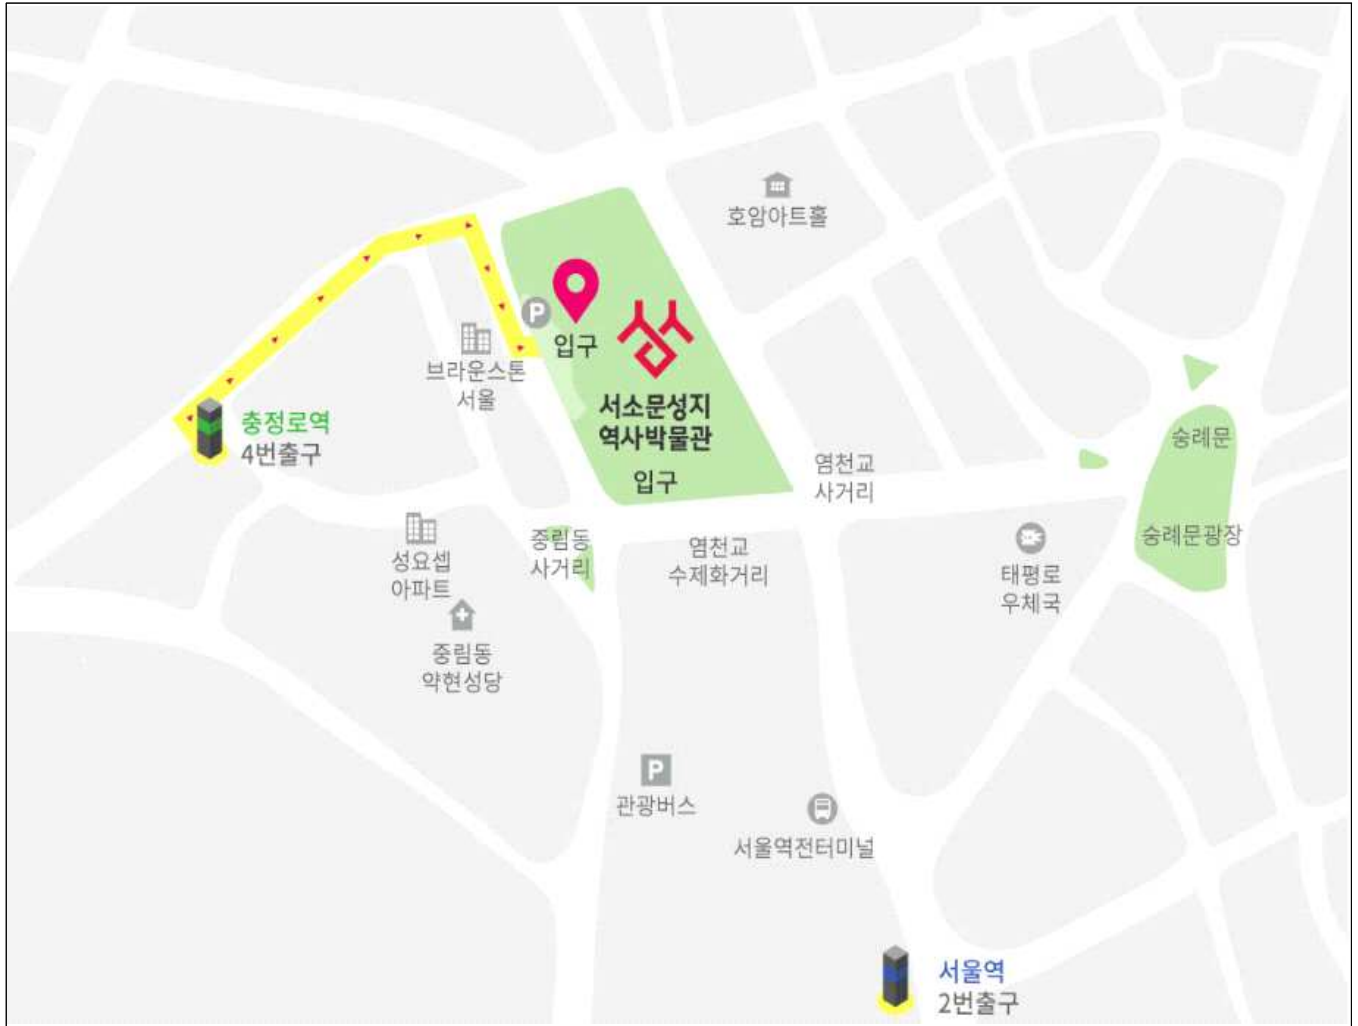 호암아트홀
P
입구
브라운스톤
서울
서소문성지
역사박물관
입구
충정로역
4번출구
염천교
사거리
숭례문
숭례문광장
성요셉
아파트
중림동
사거리
염천교
수제화거리
태평로
우체국
중림동
약현성당
P
관광버스
서울역전터미널
서울역
2번출구